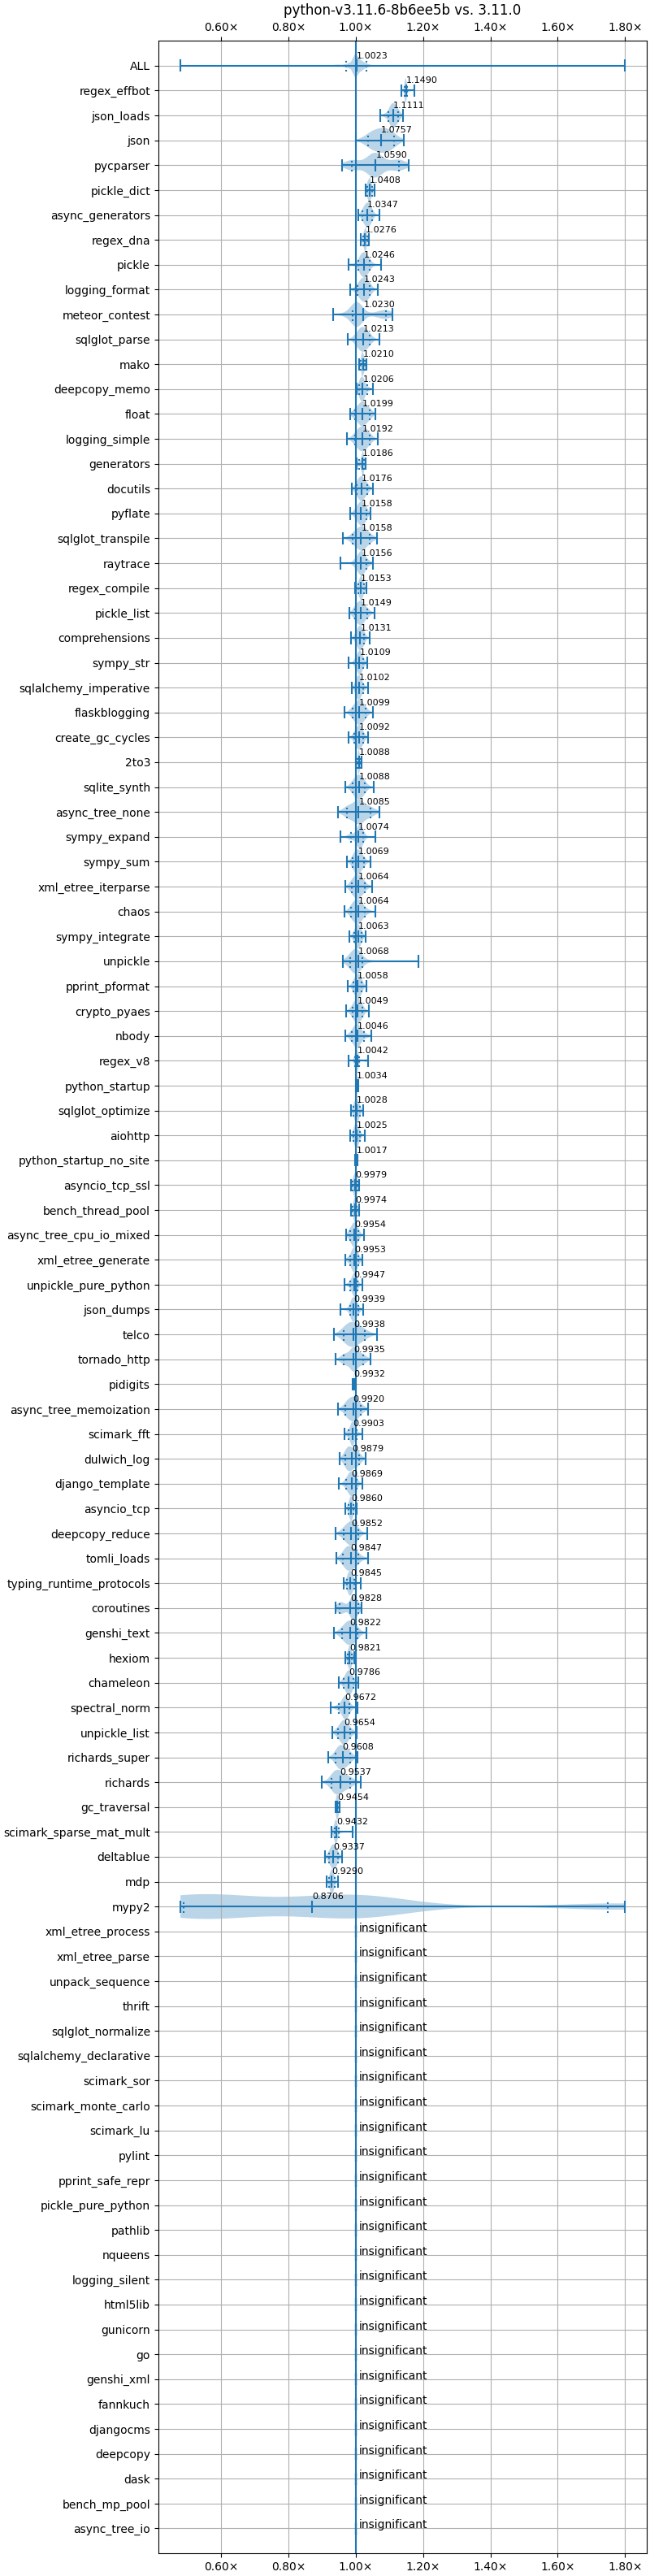 python-v3.11.6-8b6ee5b vs. 3.11.0
0.60× 0.80× 1.00× 1.20× 1.40× 1.60× 1.80×
ALL 1.0023
regex_effbot 1.1490
json_loads 1.1111
json 1.0757
pycparser 1.0590
pickle_dict 1.0408
async_generators 1.0347
regex_dna 1.0276
pickle 1.0246
logging_format 1.0243
meteor_contest 1.0230
sqlglot_parse 1.0213
mako 1.0210
deepcopy_memo 1.0206
float 1.0199
logging_simple 1.0192
generators 1.0186
docutils 1.0176
pyflate 1.0158
sqlglot_transpile 1.0158
raytrace 1.0156
regex_compile 1.0153
pickle_list 1.0149
comprehensions 1.0131
sympy_str 1.0109
sqlalchemy_imperative 1.0102
flaskblogging 1.0099
create_gc_cycles 1.0092
2to3 1.0088
sqlite_synth 1.0088
async_tree_none 1.0085
sympy_expand 1.0074
sympy_sum 1.0069
xml_etree_iterparse 1.0064
chaos 1.0064
sympy_integrate 1.0063
unpickle 1.0068
pprint_pformat 1.0058
crypto_pyaes 1.0049
nbody 1.0046
regex_v8 1.0042
python_startup 1.0034
sqlglot_optimize 1.0028
aiohttp 1.0025
python_startup_no_site 1.0017
asyncio_tcp_ssl 0.9979
bench_thread_pool 0.9974
async_tree_cpu_io_mixed 0.9954
xml_etree_generate 0.9953
unpickle_pure_python 0.9947
json_dumps 0.9939
telco 0.9938
tornado_http 0.9935
pidigits 0.9932
async_tree_memoization 0.9920
scimark_fft 0.9903
dulwich_log 0.9879
django_template 0.9869
asyncio_tcp 0.9860
deepcopy_reduce 0.9852
tomli_loads 0.9847
typing_runtime_protocols 0.9845
coroutines 0.9828
genshi_text 0.9822
hexiom 0.9821
chameleon 0.9786
spectral_norm 0.9672
unpickle_list 0.9654
richards_super 0.9608
richards 0.9537
gc_traversal 0.9454
scimark_sparse_mat_mult 0.9432
deltablue 0.9337
mdp 0.9290
mypy2 0.8706
xml_etree_process insignificant
xml_etree_parse insignificant
unpack_sequence insignificant
thrift insignificant
sqlglot_normalize insignificant
sqlalchemy_declarative insignificant
scimark_sor insignificant
scimark_monte_carlo insignificant
scimark_lu insignificant
pylint insignificant
pprint_safe_repr insignificant
pickle_pure_python insignificant
pathlib insignificant
nqueens insignificant
logging_silent insignificant
html5lib insignificant
gunicorn insignificant
go insignificant
genshi_xml insignificant
fannkuch insignificant
djangocms insignificant
deepcopy insignificant
dask insignificant
bench_mp_pool insignificant
async_tree_io insignificant
0.60× 0.80× 1.00× 1.20× 1.40× 1.60× 1.80×